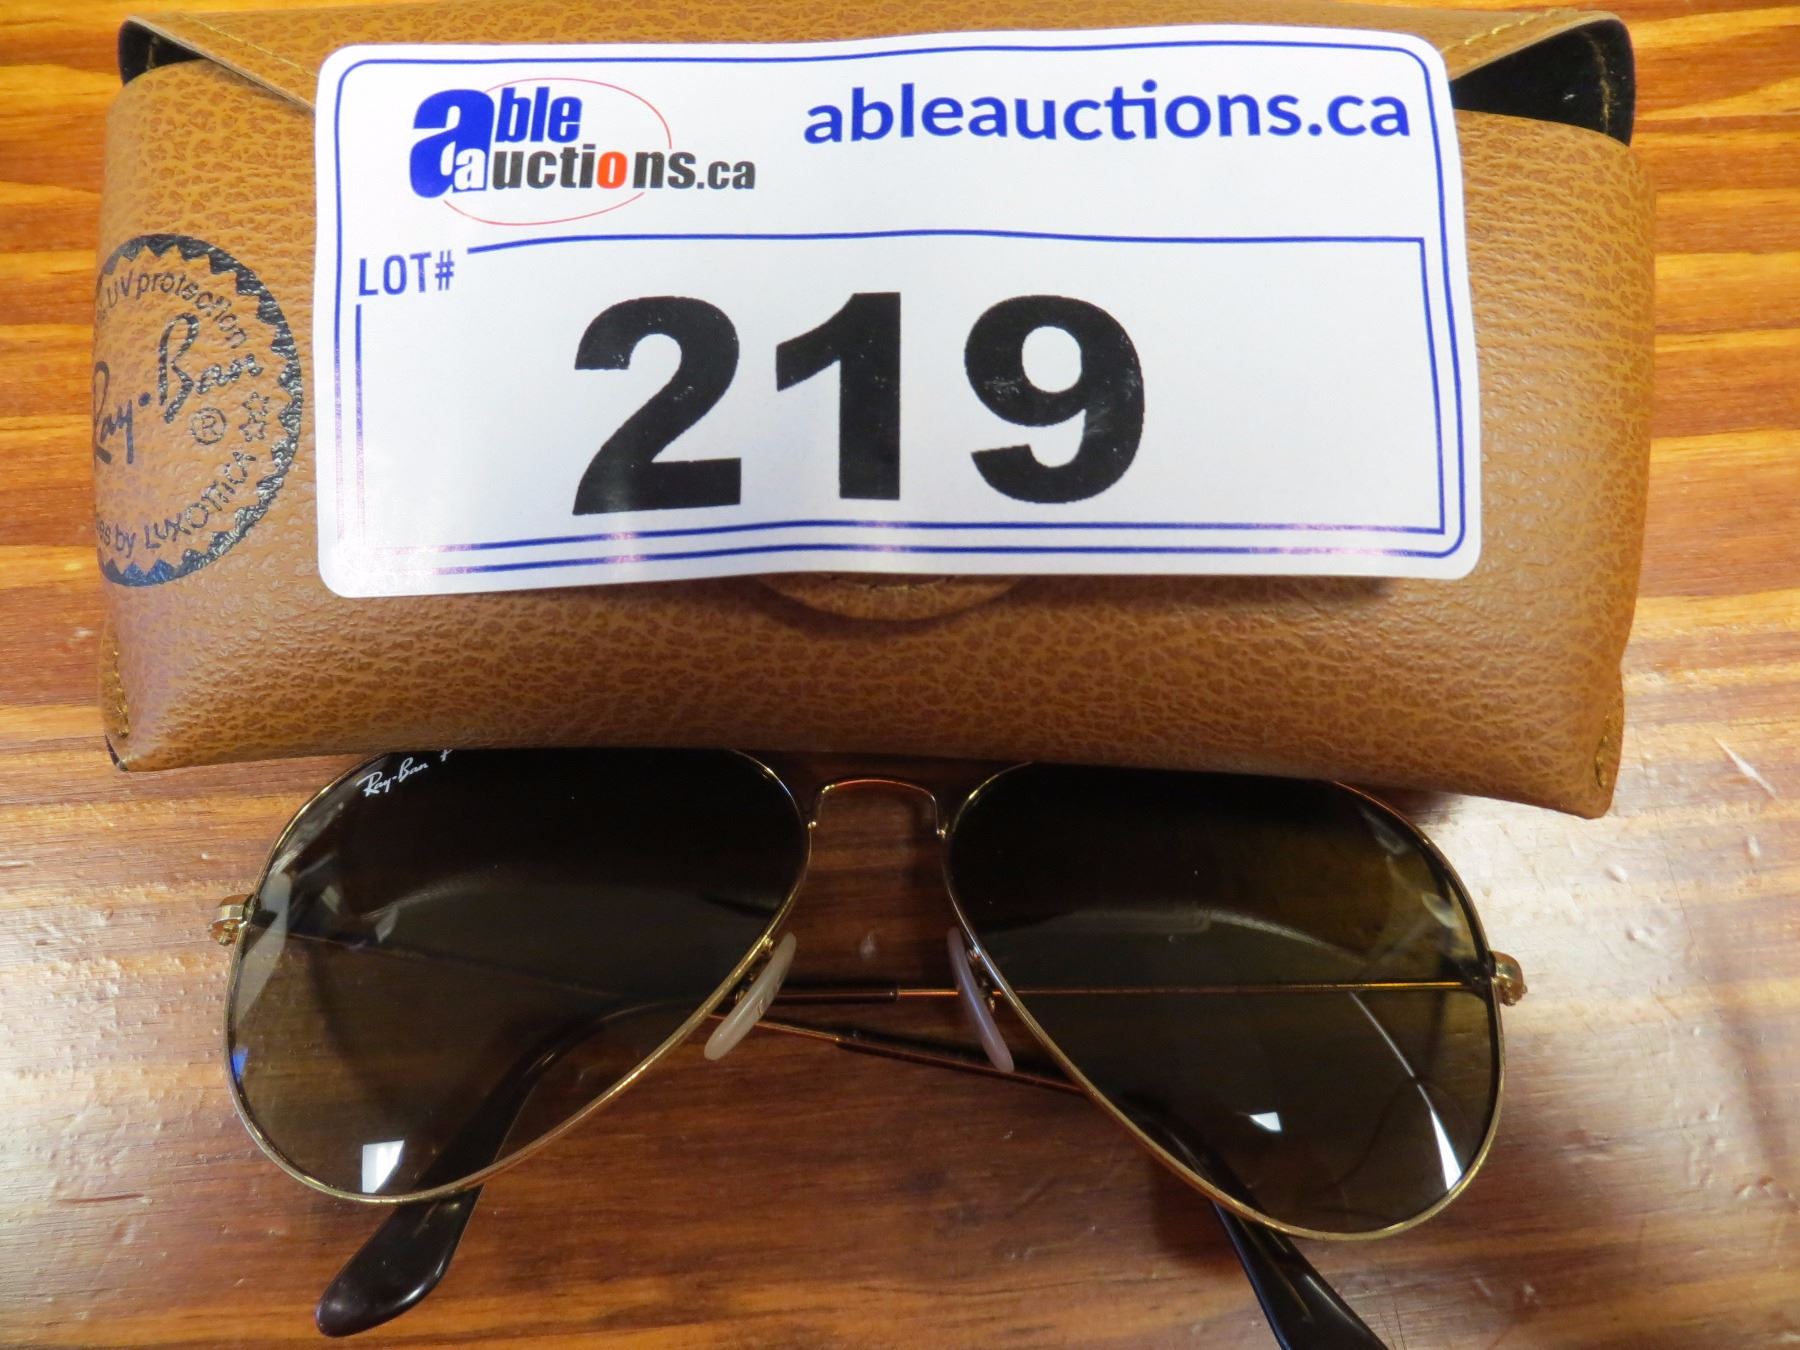 able
auctions.ca
ableauctions.ca
LOT#
219
UV protection
Ray-Ban®
by LUXOTTICA
Ray-Ban